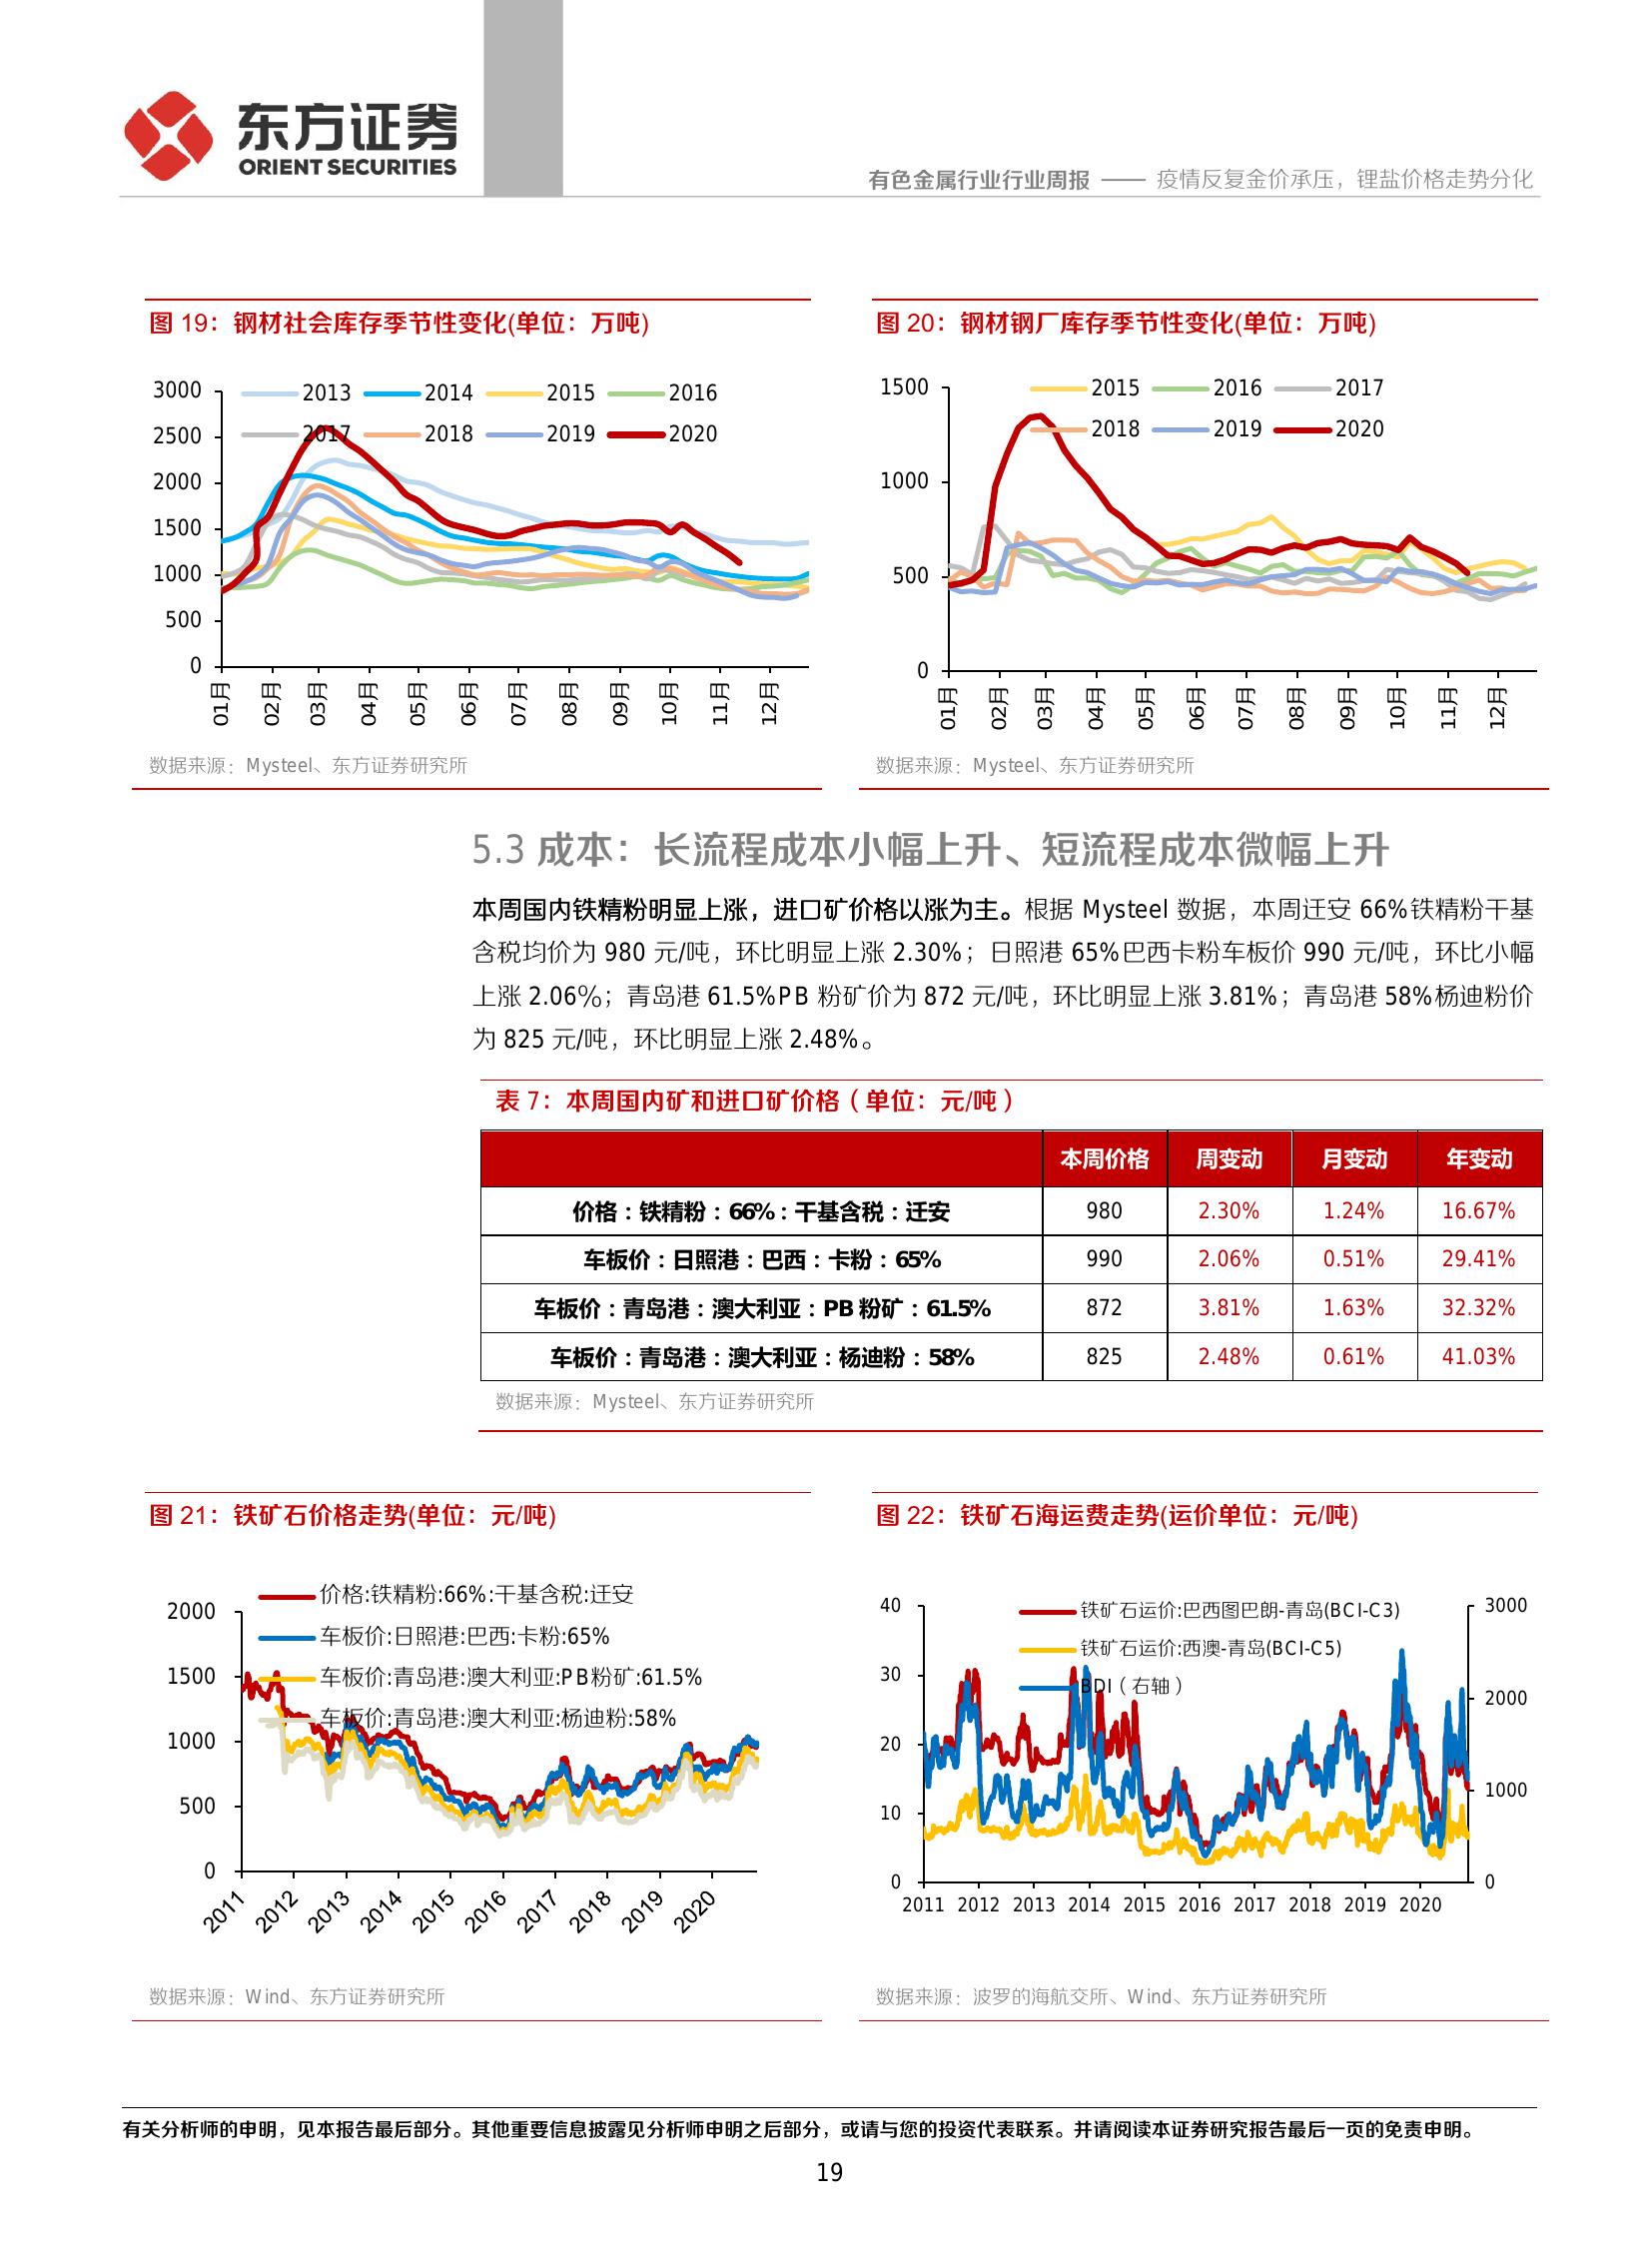 东方证券
ORIENT SECURITIES
有色金属行业行业周报 —— 疫情反复金价承压，锂盐价格走势分化
图 19：钢材社会库存季节性变化(单位：万吨)
3000
2500
2000
1500
1000
500
0
2013 2014 2015 2016
2017 2018 2019 2020
01月 02月 03月 04月 05月 06月 07月 08月 09月 10月 11月 12月
数据来源：Mysteel、东方证券研究所
图 20：钢材钢厂库存季节性变化(单位：万吨)
1500
1000
500
0
2015 2016 2017
2018 2019 2020
01月 02月 03月 04月 05月 06月 07月 08月 09月 10月 11月 12月
数据来源：Mysteel、东方证券研究所
5.3 成本：长流程成本小幅上升、短流程成本微幅上升
本周国内铁精粉明显上涨，进口矿价格以涨为主。根据 Mysteel 数据，本周迁安 66%铁精粉干基
含税均价为 980 元/吨，环比明显上涨 2.30%；日照港 65%巴西卡粉车板价 990 元/吨，环比小幅
上涨 2.06%；青岛港 61.5%PB 粉矿价为 872 元/吨，环比明显上涨 3.81%；青岛港 58%杨迪粉价
为 825 元/吨，环比明显上涨 2.48%。
表 7：本周国内矿和进口矿价格（单位：元/吨）
本周价格 周变动 月变动 年变动
价格：铁精粉：66%：干基含税：迁安 980 2.30% 1.24% 16.67%
车板价：日照港：巴西：卡粉：65% 990 2.06% 0.51% 29.41%
车板价：青岛港：澳大利亚：PB 粉矿：61.5% 872 3.81% 1.63% 32.32%
车板价：青岛港：澳大利亚：杨迪粉：58% 825 2.48% 0.61% 41.03%
数据来源：Mysteel、东方证券研究所
图 21：铁矿石价格走势(单位：元/吨)
2000
1500
1000
500
0
价格:铁精粉:66%:干基含税:迁安
车板价:日照港:巴西:卡粉:65%
车板价:青岛港:澳大利亚:PB粉矿:61.5%
车板价:青岛港:澳大利亚:杨迪粉:58%
2011 2012 2013 2014 2015 2016 2017 2018 2019 2020
数据来源：Wind、东方证券研究所
图 22：铁矿石海运费走势(运价单位：元/吨)
40
30
20
10
0
铁矿石运价:巴西图巴朗-青岛(BCI-C3)
铁矿石运价:西澳-青岛(BCI-C5)
BDI（右轴）
3000
2000
1000
0
2011 2012 2013 2014 2015 2016 2017 2018 2019 2020
数据来源：波罗的海航交所、Wind、东方证券研究所
有关分析师的申明，见本报告最后部分。其他重要信息披露见分析师申明之后部分，或请与您的投资代表联系。并请阅读本证券研究报告最后一页的免责申明。
19